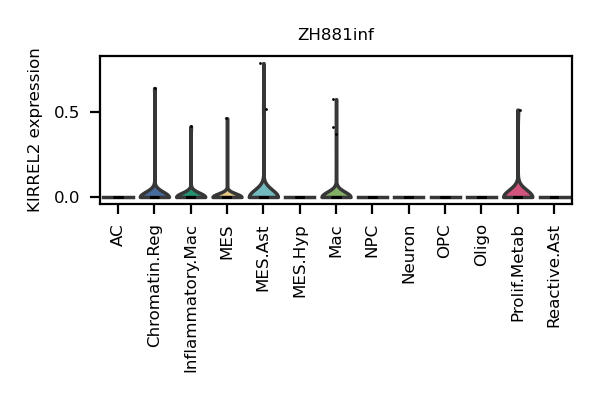 ZH881inf
KIRREL2 expression
0.5
0.0
AC
Chromatin.Reg
Inflammatory.Mac
MES
MES.Ast
MES.Hyp
Mac
NPC
Neuron
OPC
Oligo
Prolif.Metab
Reactive.Ast